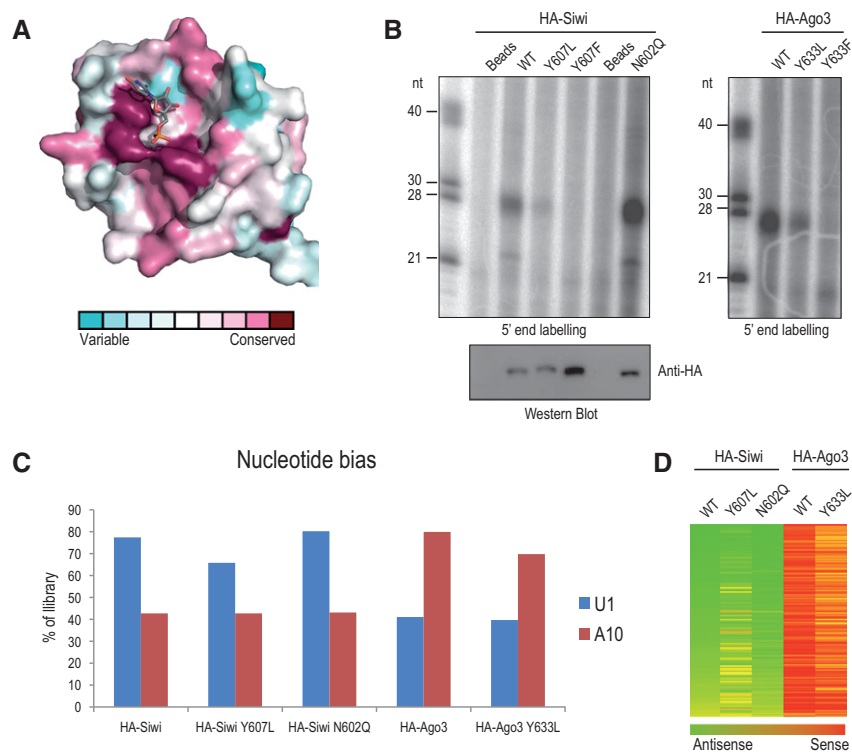 A
Variable
Conserved
B
HA-Siwi
Beads
WT
Y607L
Y607F
Beads
N602Q
nt
40
30
28
21
5' end labelling
Anti-HA
Western Blot
HA-Ago3
WT
Y633L
Y633F
nt
40
30
28
21
5' end labelling
C
Nucleotide bias
% of llibrary
90
80
70
60
50
40
30
20
10
0
HA-Siwi
HA-Siwi Y607L
HA-Siwi N602Q
HA-Ago3
HA-Ago3 Y633L
U1
A10
D
HA-Siwi
HA-Ago3
WT
Y607L
N602Q
WT
Y633L
Antisense
Sense